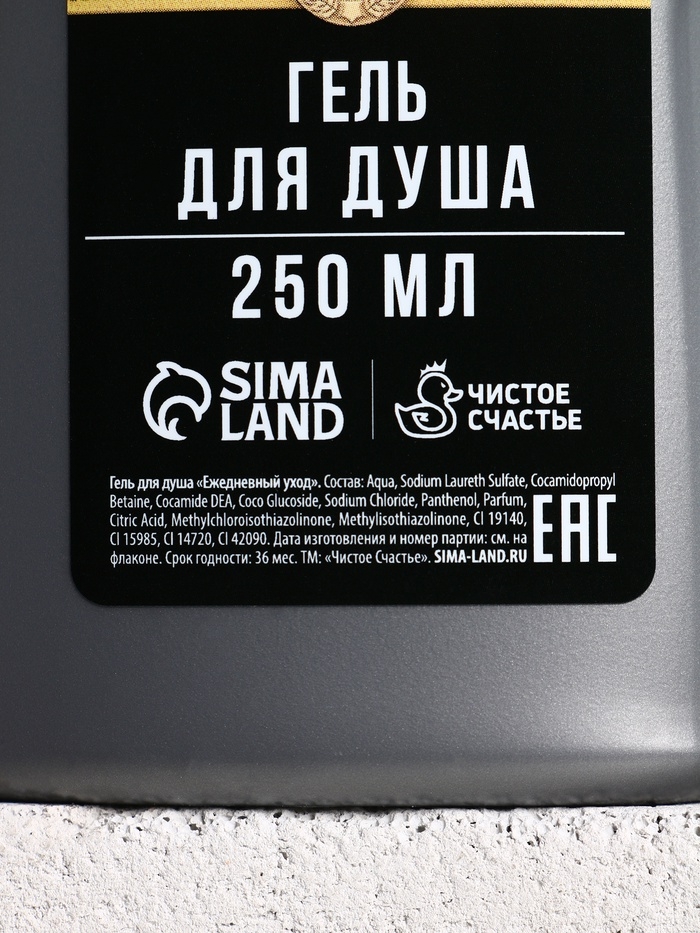 ГЕЛЬ
ДЛЯ ДУША
250 МЛ
SIMA
LAND
ЧИСТОЕ
СЧАСТЬЕ
Гель для душа «Ежедневный уход». Состав: Aqua, Sodium Laureth Sulfate, Cocamidopropyl
Betaine, Cocamide DEA, Coco Glucoside, Sodium Chloride, Panthenol, Parfum,
Citric Acid, Methylchloroisothiazolinone, Methylisothiazolinone, CI 19140,
CI 15985, CI 14720, CI 42090. Дата изготовления и номер партии: см. на
флаконе. Срок годности: 36 мес. ТМ: «Чистое Счастье». SIMA-LAND.RU
EAC